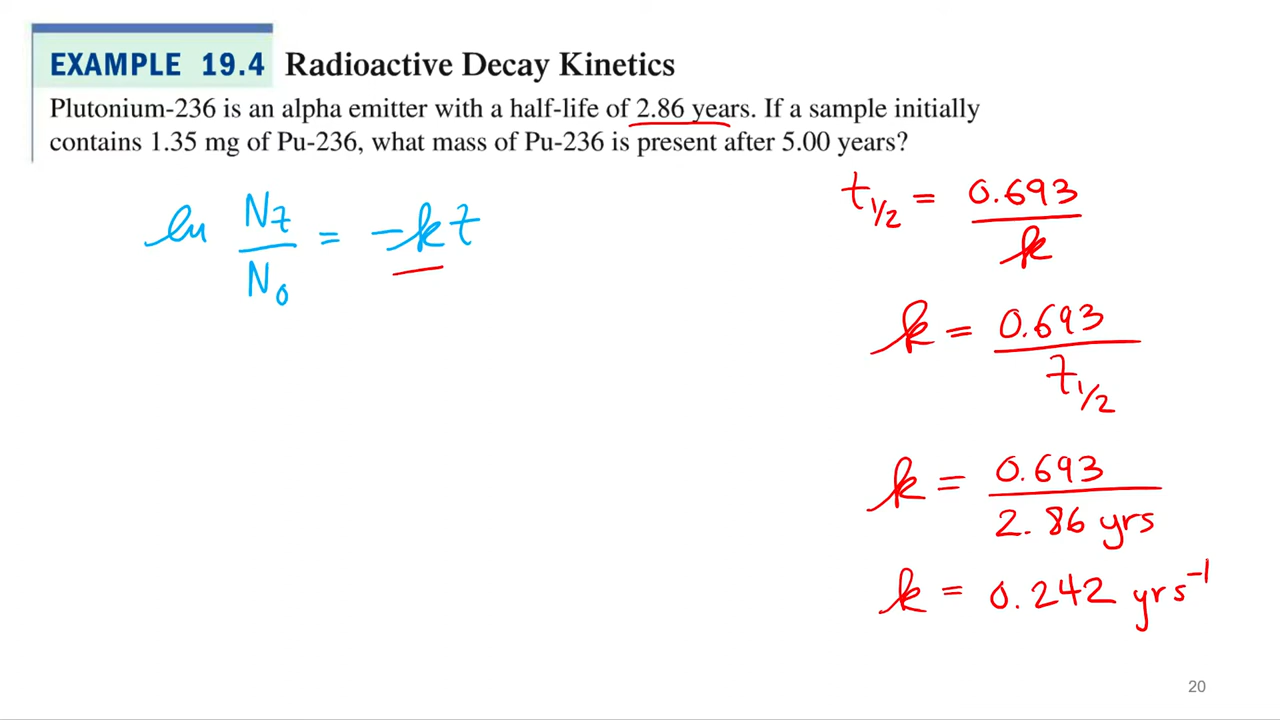 EXAMPLE 19.4 Radioactive Decay Kinetics
Plutonium-236 is an alpha emitter with a half-life of 2.86 years. If a sample initially
contains 1.35 mg of Pu-236, what mass of Pu-236 is present after 5.00 years?
ln Nt/N0 = -kt
t1/2 = 0.693/k
k = 0.693/t1/2
k = 0.693/2.86 yrs
k = 0.242 yrs⁻¹
20